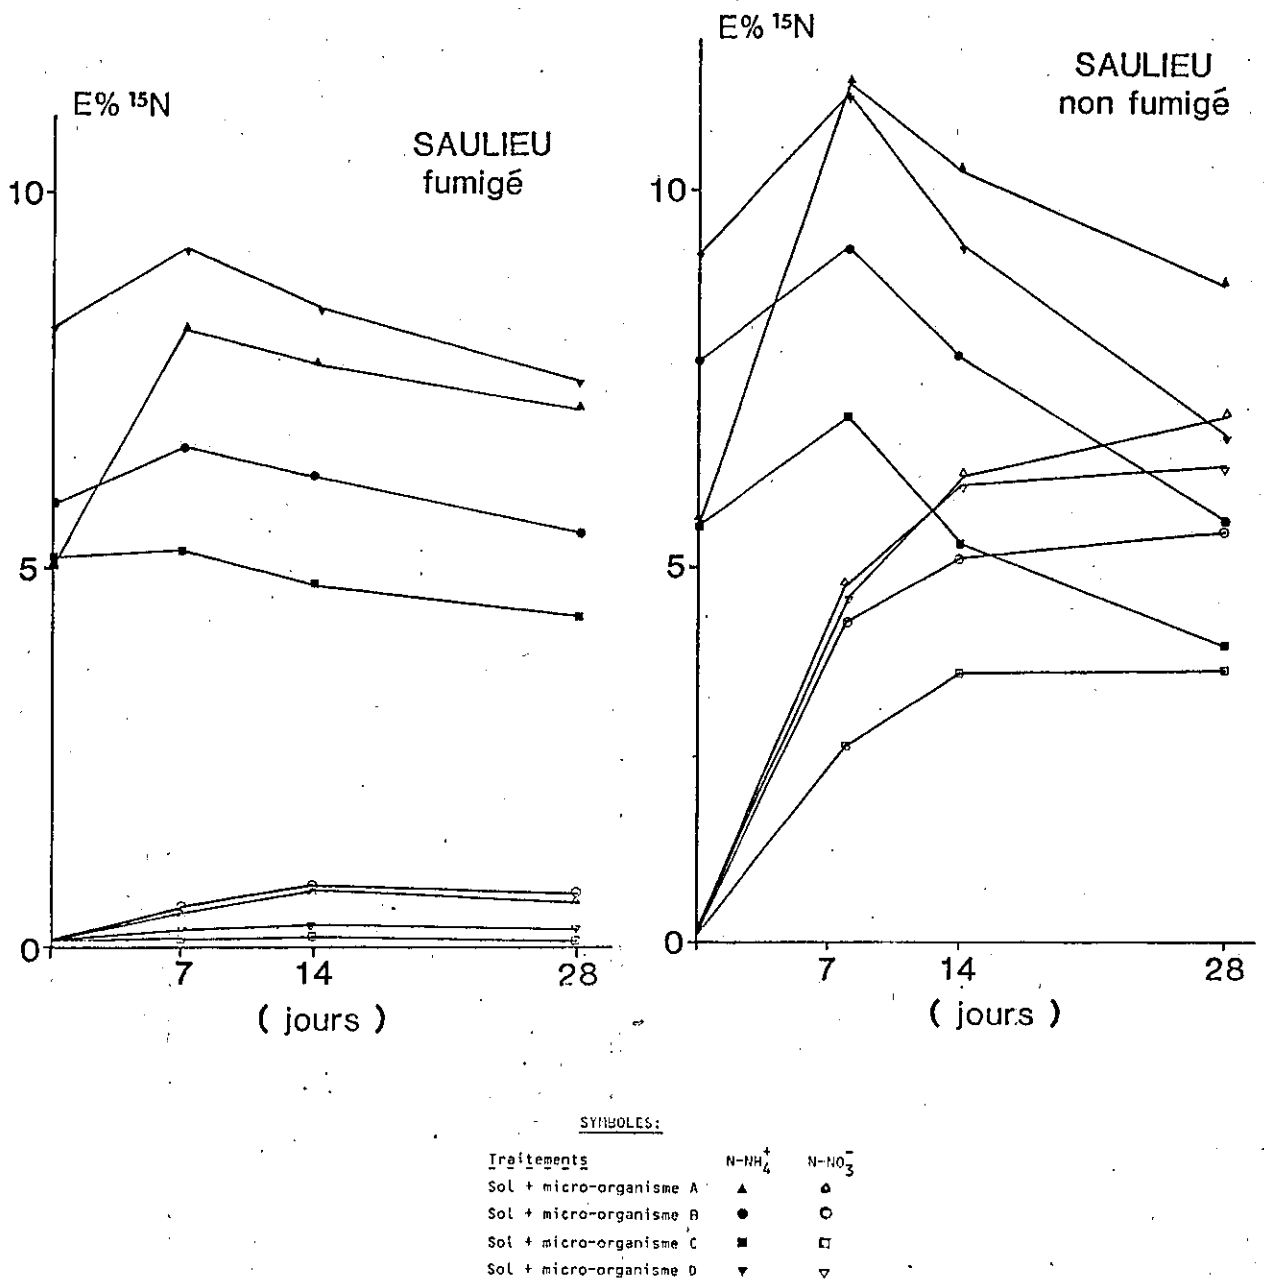 E% ¹⁵N
SAULIEU
fumigé
10
5
0
7
14
28
( jours )
E% ¹⁵N
SAULIEU
non fumigé
10
5
0
7
14
28
( jours )
SYMBOLES:
Traitements N-NH₄⁺ N-NO₃⁻
Sol + micro-organisme A
Sol + micro-organisme B
Sol + micro-organisme C
Sol + micro-organisme D